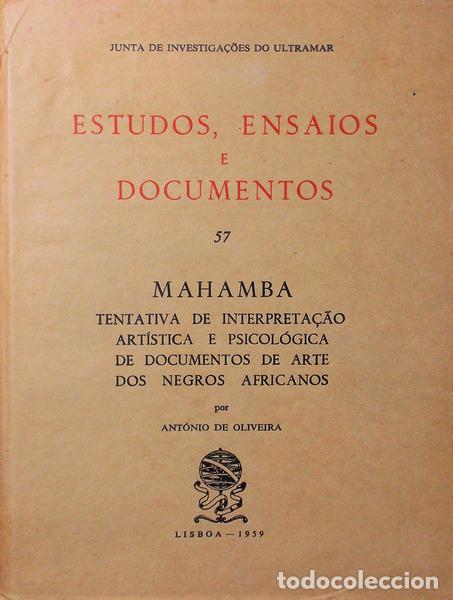 JUNTA DE INVESTIGAÇÕES DO ULTRAMAR
ESTUDOS, ENSAIOS
E
DOCUMENTOS
57
MAHAMBA
TENTATIVA DE INTERPRETAÇÃO
ARTÍSTICA E PSICOLÓGICA
DE DOCUMENTOS DE ARTE
DOS NEGROS AFRICANOS
por
ANTÓNIO DE OLIVEIRA
LISBOA — 1959
todocoleccion